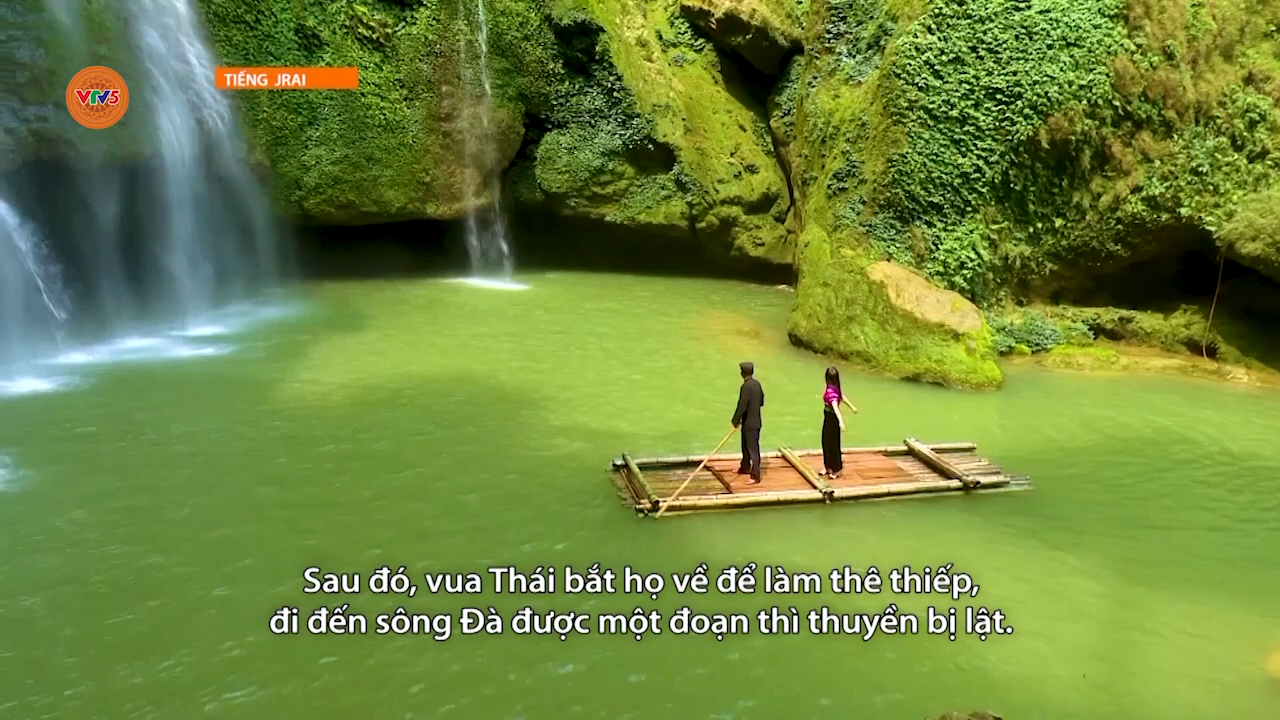 TIẾNG JRAI
VTV5
Sau đó, vua Thái bắt họ về để làm thê thiếp,
đi đến sông Đà được một đoạn thì thuyền bị lật.